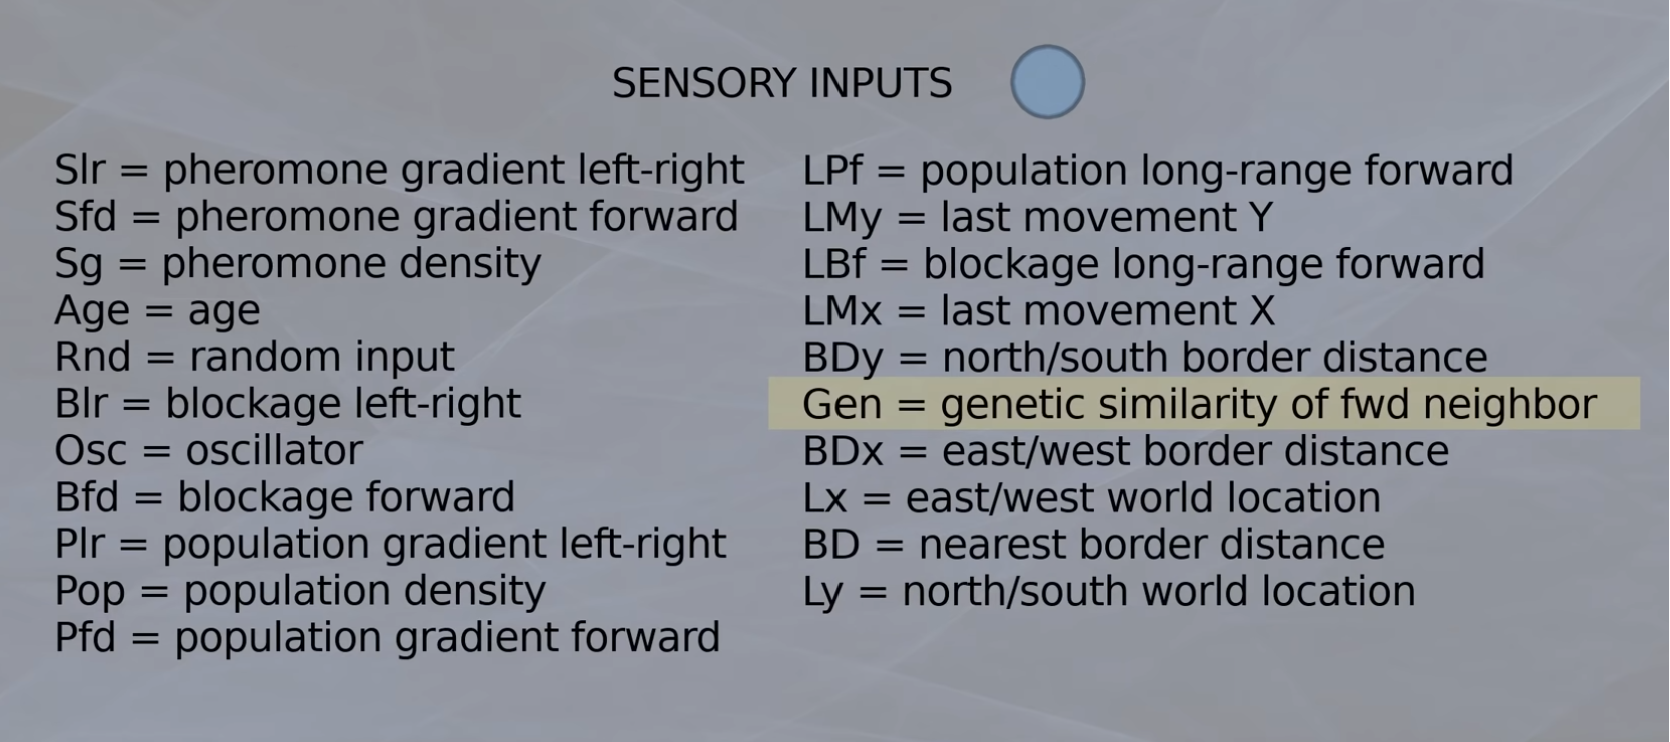 SENSORY INPUTS
Slr = pheromone gradient left-right
Sfd = pheromone gradient forward
Sg = pheromone density
Age = age
Rnd = random input
Blr = blockage left-right
Osc = oscillator
Bfd = blockage forward
Plr = population gradient left-right
Pop = population density
Pfd = population gradient forward
LPf = population long-range forward
LMy = last movement Y
LBf = blockage long-range forward
LMx = last movement X
BDy = north/south border distance
Gen = genetic similarity of fwd neighbor
BDx = east/west border distance
Lx = east/west world location
BD = nearest border distance
Ly = north/south world location